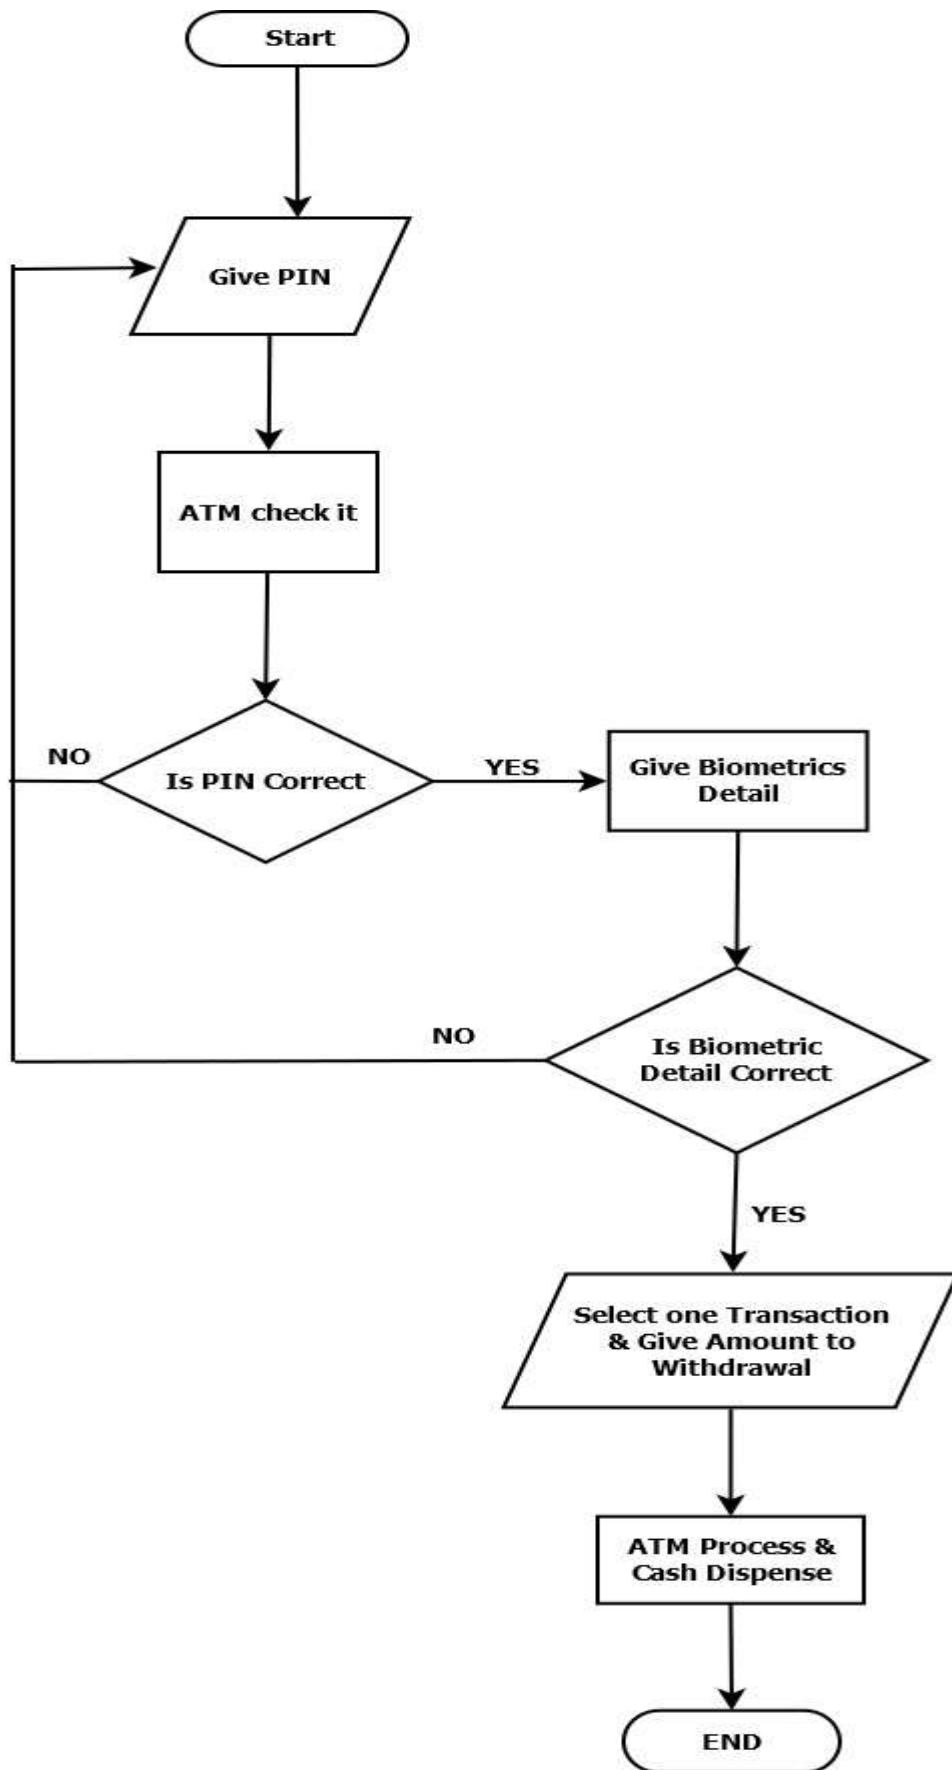 Start
Give PIN
ATM check it
Is PIN Correct
NO
YES
Give Biometrics
Detail
Is Biometric
Detail Correct
NO
YES
Select one Transaction
& Give Amount to
Withdrawal
ATM Process &
Cash Dispense
END